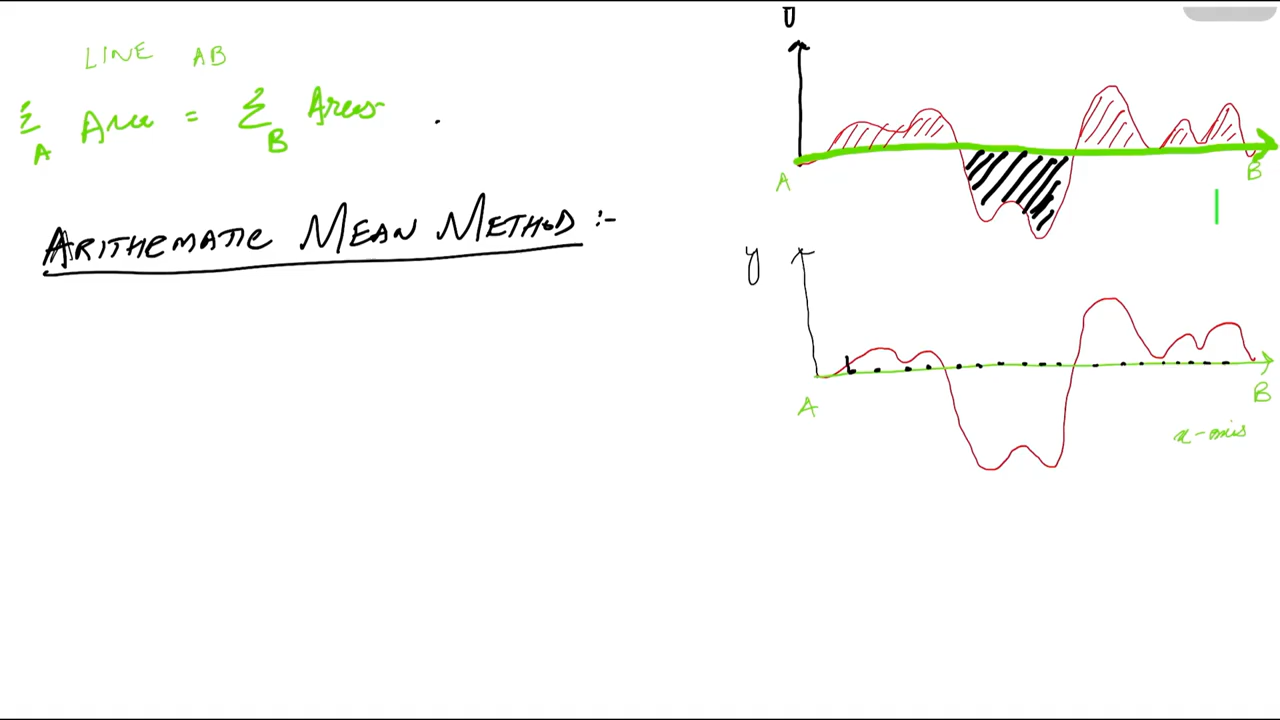 LINE AB
Σ Area = Σ Areas
A B
ARITHEMATIC MEAN METHOD :-
A
B
y
A
B
x-axis